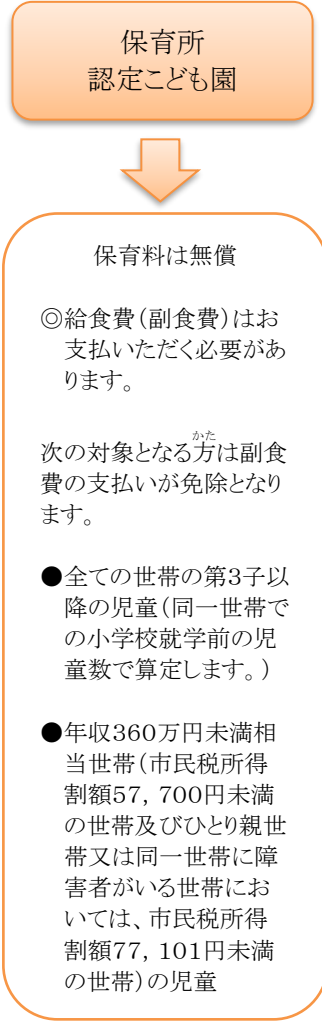 保育所
認定こども園
保育料は無償
◎給食費(副食費)はお
支払いただく必要があ
ります。
かた
次の対象となる方は副食
費の支払いが免除となり
ます。
●全ての世帯の第3子以
降の児童(同一世帯で
の小学校就学前の児
童数で算定します。)
●年収360万円未満相
当世帯(市民税所得
割額57,700円未満
の世帯及びひとり親世
帯又は同一世帯に障
害者がいる世帯にお
いては、市民税所得
割額77,101円未満
の世帯)の児童